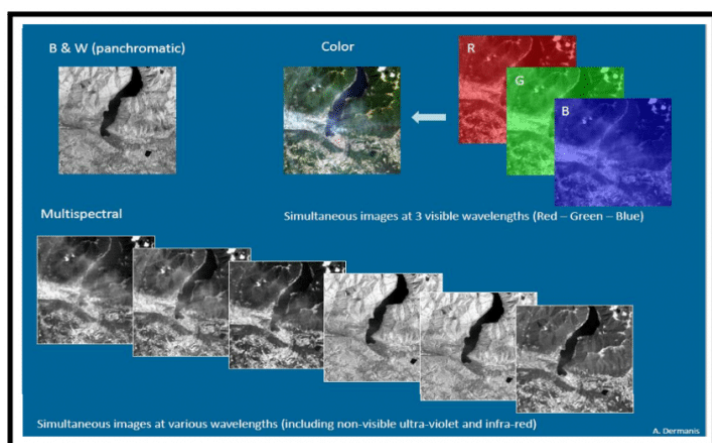 B & W (panchromatic)
Color
R
G
B
Multispectral
Simultaneous images at 3 visible wavelengths (Red – Green – Blue)
Simultaneous images at various wavelengths (including non-visible ultra-violet and infra-red)
A. Dermanis